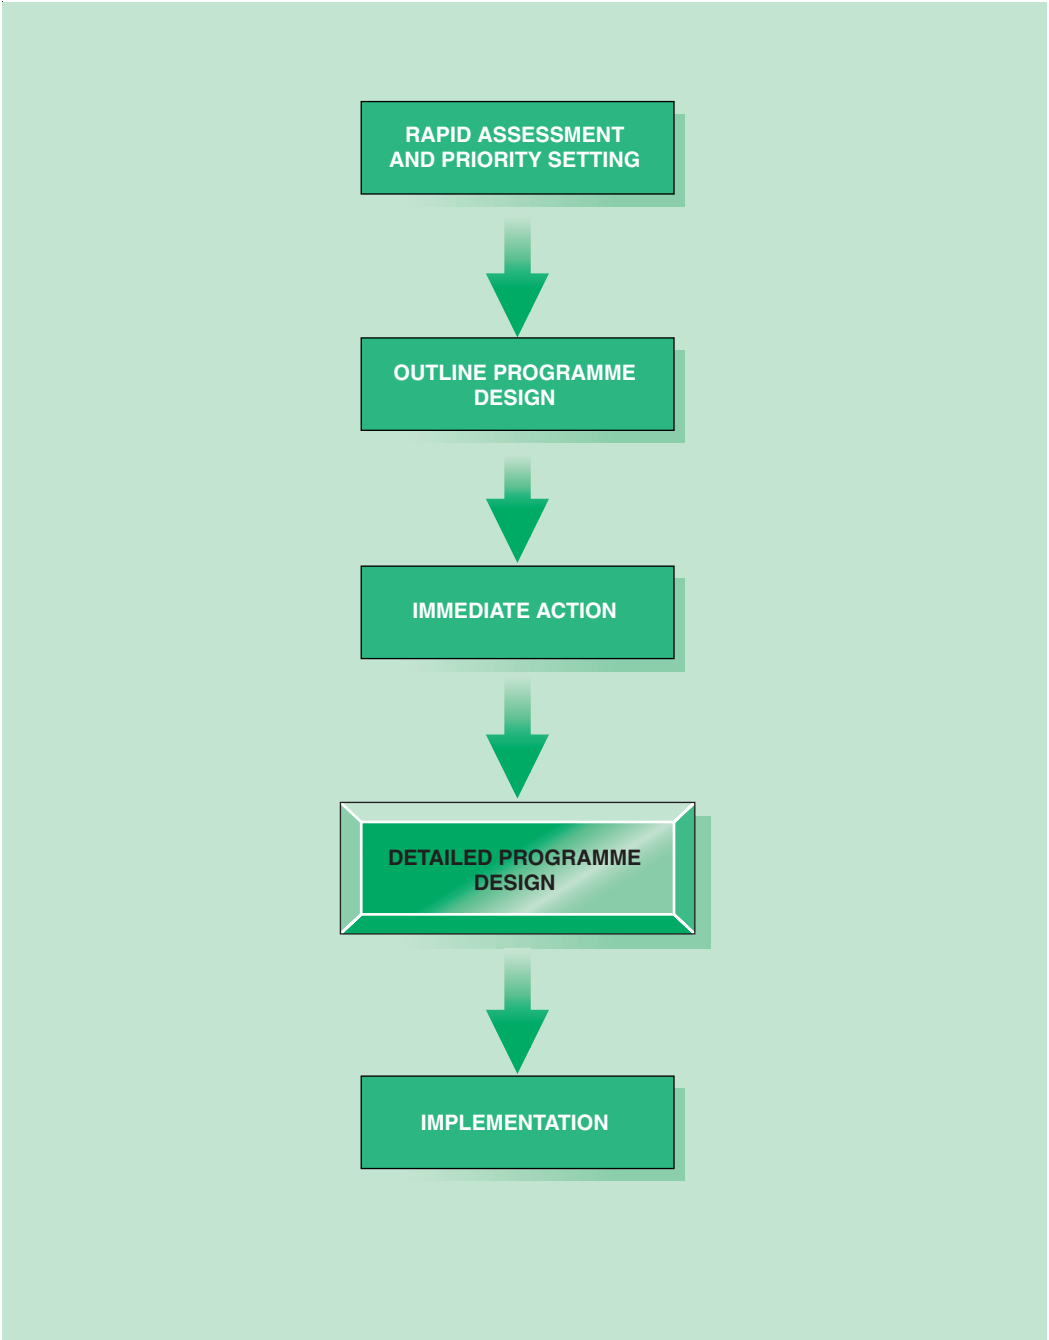 RAPID ASSESSMENT
AND PRIORITY SETTING
OUTLINE PROGRAMME
DESIGN
IMMEDIATE ACTION
DETAILED PROGRAMME
DESIGN
IMPLEMENTATION